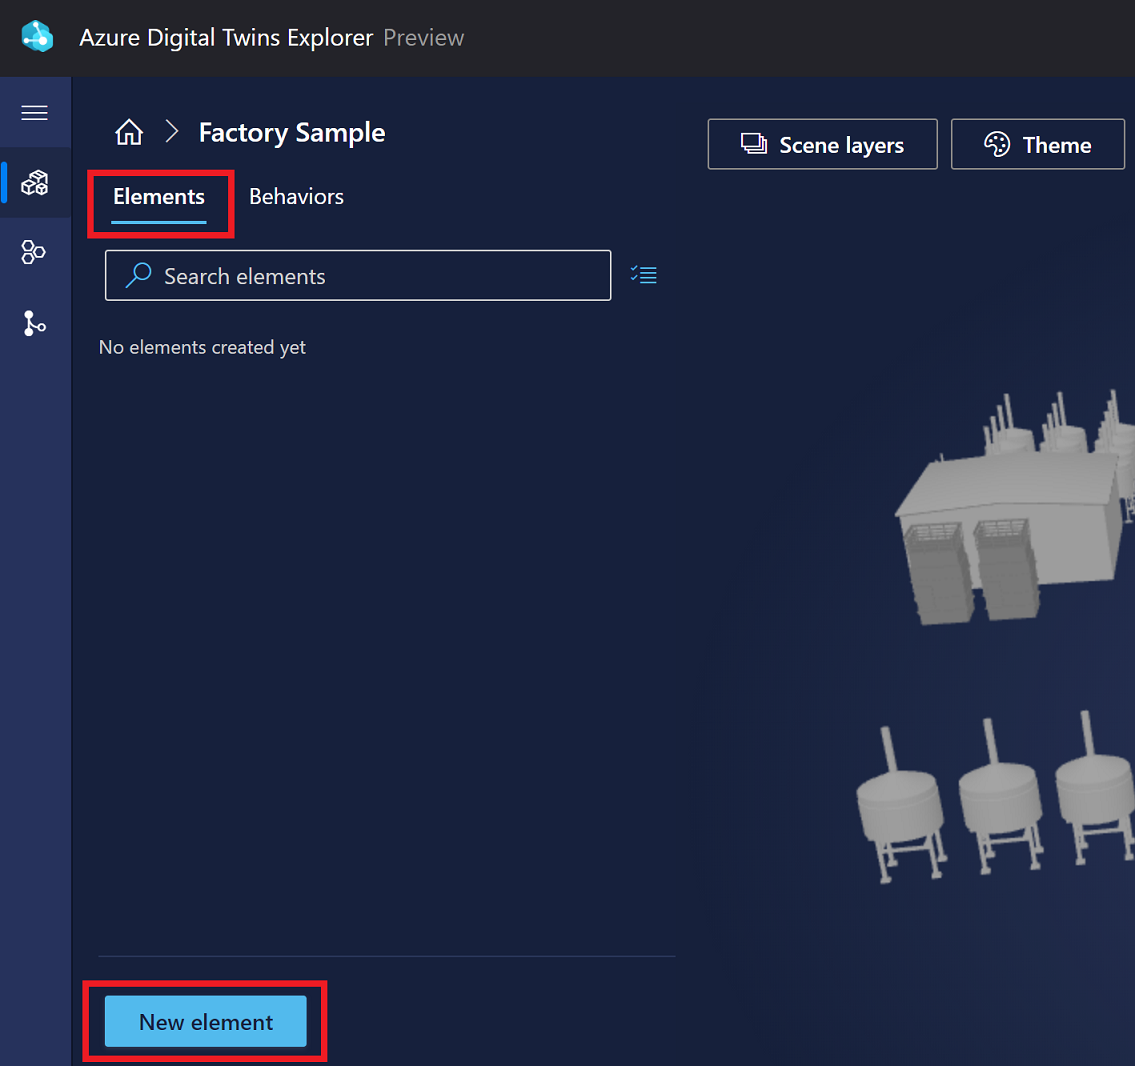 Azure Digital Twins Explorer Preview
Factory Sample
Scene layers
Theme
Elements
Behaviors
Search elements
No elements created yet
New element